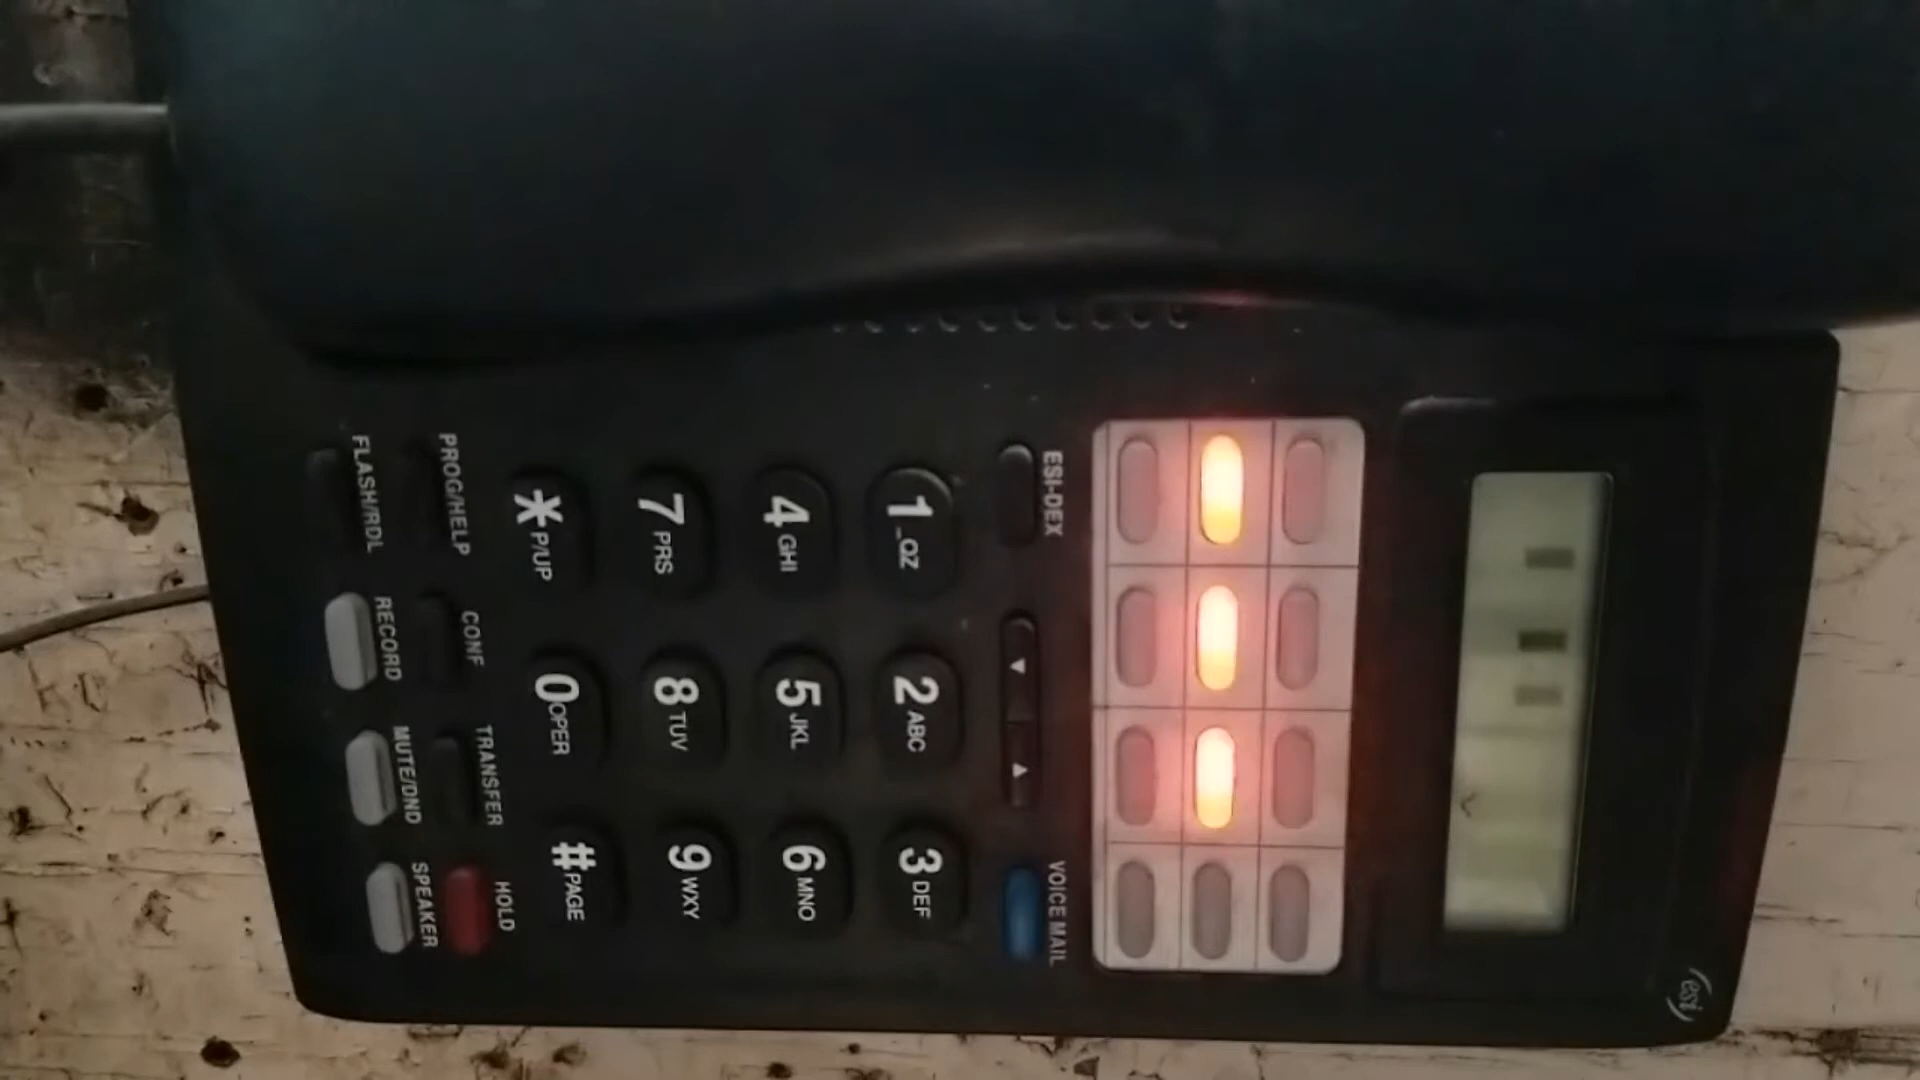 esi
ESI-DEX
VOICE MAIL
1 _QZ
2 ABC
3 DEF
4 GHI
5 JKL
6 MNO
7 PRS
8 TUV
9 WXY
* P/UP
0 OPER
# PAGE
PROG/HELP
CONF
TRANSFER
HOLD
FLASH/RDL
RECORD
MUTE/DND
SPEAKER